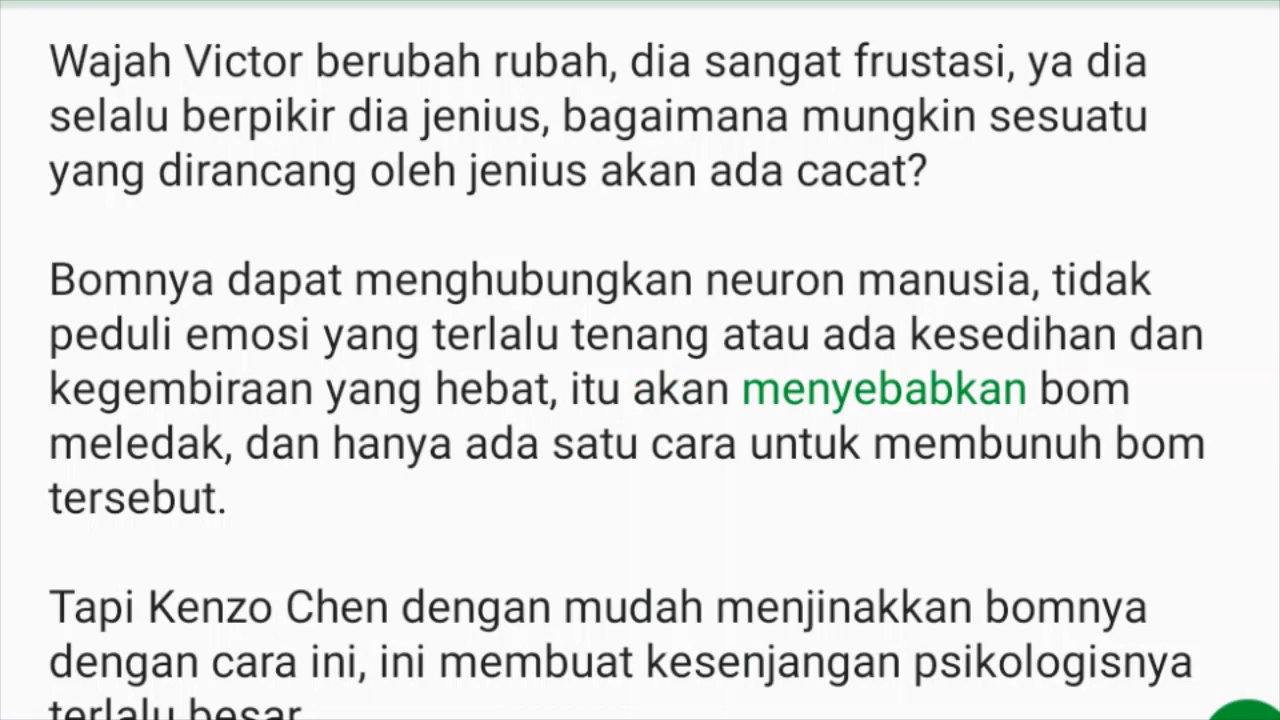 Wajah Victor berubah rubah, dia sangat frustasi, ya dia
selalu berpikir dia jenius, bagaimana mungkin sesuatu
yang dirancang oleh jenius akan ada cacat?
Bomnya dapat menghubungkan neuron manusia, tidak
peduli emosi yang terlalu tenang atau ada kesedihan dan
kegembiraan yang hebat, itu akan menyebabkan bom
meledak, dan hanya ada satu cara untuk membunuh bom
tersebut.
Tapi Kenzo Chen dengan mudah menjinakkan bomnya
dengan cara ini, ini membuat kesenjangan psikologisnya
terlalu besar